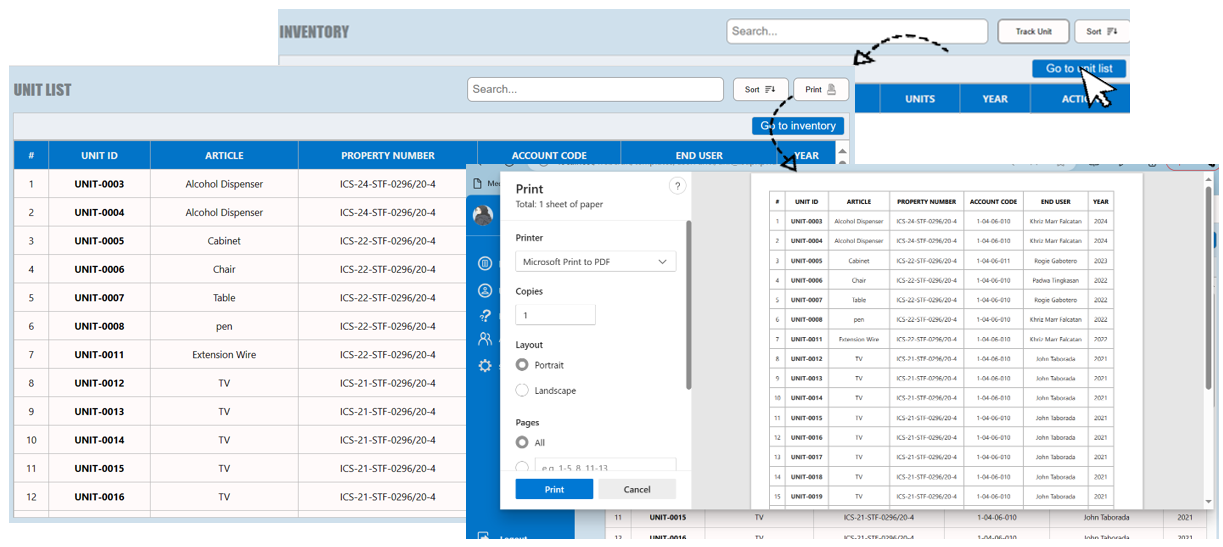 INVENTORY
Search...
Track Unit
Sort
Go to unit list
UNITS YEAR
UNIT LIST
Search...
Sort
Print
Go to inventory
# UNIT ID ARTICLE PROPERTY NUMBER ACCOUNT CODE END USER YEAR
1 UNIT-0003 Alcohol Dispenser ICS-24-STF-0296/20-4
2 UNIT-0004 Alcohol Dispenser ICS-24-STF-0296/20-4
3 UNIT-0005 Cabinet ICS-22-STF-0296/20-4
4 UNIT-0006 Chair ICS-22-STF-0296/20-4
5 UNIT-0007 Table ICS-22-STF-0296/20-4
6 UNIT-0008 pen ICS-22-STF-0296/20-4
7 UNIT-0011 Extension Wire ICS-22-STF-0296/20-4
8 UNIT-0012 TV ICS-21-STF-0296/20-4
9 UNIT-0013 TV ICS-21-STF-0296/20-4
10 UNIT-0014 TV ICS-21-STF-0296/20-4
11 UNIT-0015 TV ICS-21-STF-0296/20-4
12 UNIT-0016 TV ICS-21-STF-0296/20-4
Print
?
Total: 1 sheet of paper
Printer
Microsoft Print to PDF
Copies
1
Layout
Portrait
Landscape
Pages
All
e.g. 1-5, 8, 11-13
Print Cancel
# UNIT ID ARTICLE PROPERTY NUMBER ACCOUNT CODE END USER YEAR
1 UNIT-0003 Alcohol Dispenser ICS-24-STF-0296/20-4 1-04-06-010 Khriz Marr Falcatan 2024
2 UNIT-0004 Alcohol Dispenser ICS-24-STF-0296/20-4 1-04-06-010 Khriz Marr Falcatan 2024
3 UNIT-0005 Cabinet ICS-22-STF-0296/20-4 1-04-06-011 Rogie Gabotero 2023
4 UNIT-0006 Chair ICS-22-STF-0296/20-4 1-04-06-010 Padwa Tingkasan 2022
5 UNIT-0007 Table ICS-22-STF-0296/20-4 1-04-06-010 Rogie Gabotero 2022
6 UNIT-0008 pen ICS-22-STF-0296/20-4 1-04-06-010 Khriz Marr Falcatan 2022
7 UNIT-0011 Extension Wire ICS-22-STF-0296/20-4 1-04-06-010 Khriz Marr Falcatan 2022
8 UNIT-0012 TV ICS-21-STF-0296/20-4 1-04-06-010 John Taborada 2021
9 UNIT-0013 TV ICS-21-STF-0296/20-4 1-04-06-010 John Taborada 2021
10 UNIT-0014 TV ICS-21-STF-0296/20-4 1-04-06-010 John Taborada 2021
11 UNIT-0015 TV ICS-21-STF-0296/20-4 1-04-06-010 John Taborada 2021
12 UNIT-0016 TV ICS-21-STF-0296/20-4 1-04-06-010 John Taborada 2021
13 UNIT-0017 TV ICS-21-STF-0296/20-4 1-04-06-010 John Taborada 2021
14 UNIT-0018 TV ICS-21-STF-0296/20-4 1-04-06-010 John Taborada 2021
15 UNIT-0019 TV ICS-21-STF-0296/20-4 1-04-06-010 John Taborada 2021
11 UNIT-0015 TV ICS-21-STF-0296/20-4 1-04-06-010 John Taborada 2021
12 UNIT-0016 TV ICS-21-STF-0296/20-4 1-04-06-010 John Taborada 2021
Logout